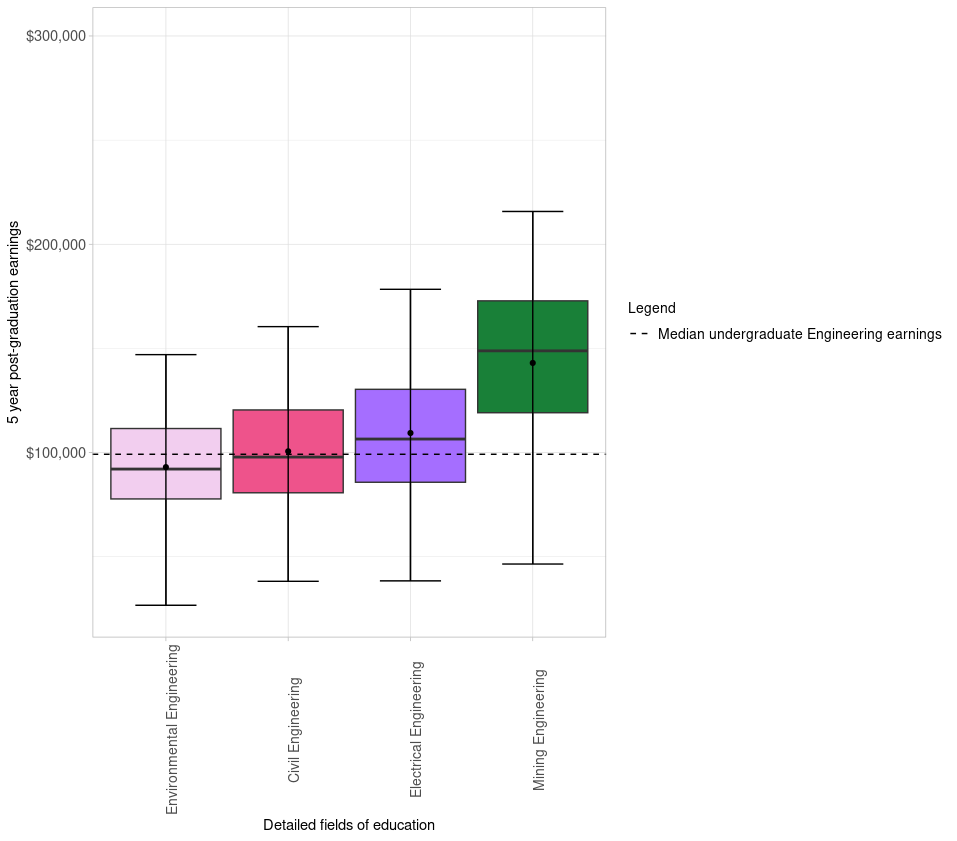 $300,000
$200,000
$100,000
5 year post-graduation earnings
Environmental Engineering
Civil Engineering
Electrical Engineering
Mining Engineering
Detailed fields of education
Legend
Median undergraduate Engineering earnings